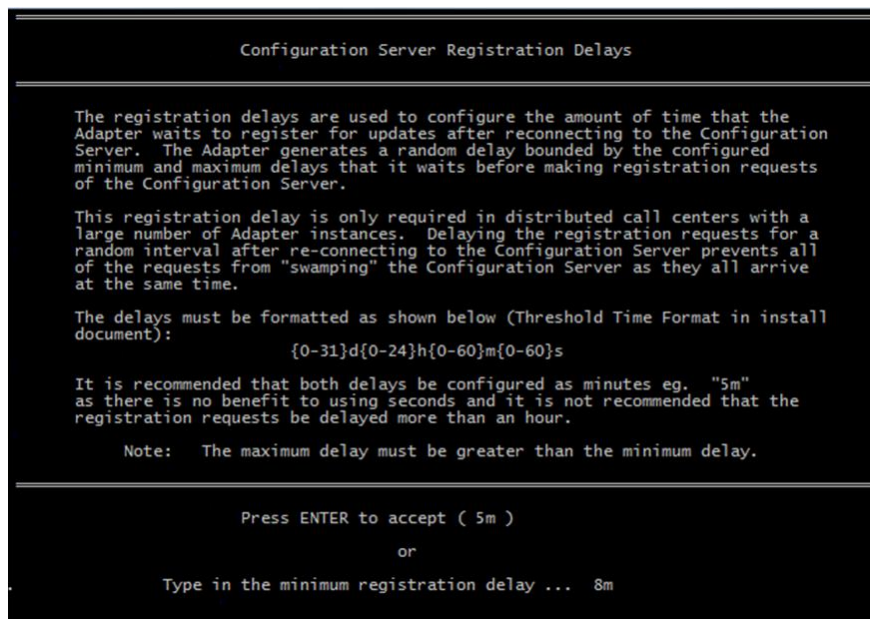 Configuration Server Registration Delays
The registration delays are used to configure the amount of time that the
Adapter waits to register for updates after reconnecting to the Configuration
Server. The Adapter generates a random delay bounded by the configured
minimum and maximum delays that it waits before making registration requests
of the Configuration Server.
This registration delay is only required in distributed call centers with a
large number of Adapter instances. Delaying the registration requests for a
random interval after re-connecting to the Configuration Server prevents all
of the requests from "swamping" the Configuration Server as they all arrive
at the same time.
The delays must be formatted as shown below (Threshold Time Format in install
document):
{0-31}d{0-24}h{0-60}m{0-60}s
It is recommended that both delays be configured as minutes eg. "5m"
as there is no benefit to using seconds and it is not recommended that the
registration requests be delayed more than an hour.
Note: The maximum delay must be greater than the minimum delay.
Press ENTER to accept ( 5m )
or
Type in the minimum registration delay ... 8m